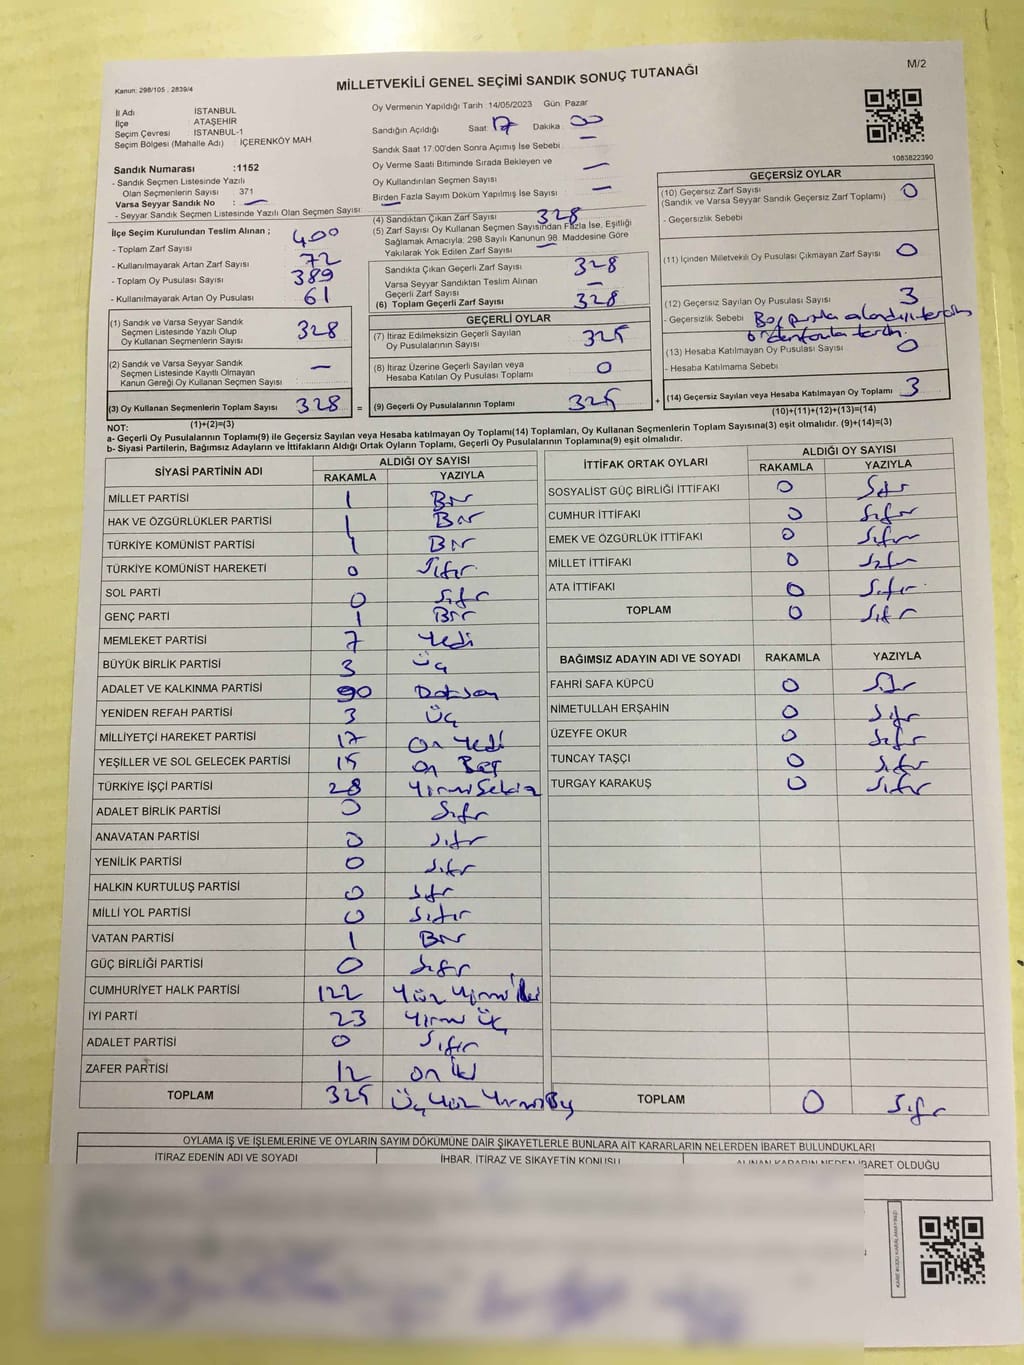 M/2
Kanun: 298/105 , 2839/4
MİLLETVEKİLİ GENEL SEÇİMİ SANDIK SONUÇ TUTANAĞI
İl Adı İSTANBUL
İlçe : ATAŞEHİR
Seçim Çevresi : İSTANBUL-1
Seçim Bölgesi (Mahalle Adı) : İÇERENKÖY MAH
Sandık Numarası :1152
- Sandık Seçmen Listesinde Yazılı
Olan Seçmenlerin Sayısı : 371
Varsa Seyyar Sandık No : —
- Seyyar Sandık Seçmen Listesinde Yazılı Olan Seçmen Sayısı
Oy Vermenin Yapıldığı Tarih : 14/05/2023 Gün: Pazar
Sandığın Açıldığı Saat 17 Dakika 00
Sandık Saat 17:00'den Sonra Açımış İse Sebebi —
Oy Verme Saati Bitiminde Sırada Bekleyen ve
Oy Kullandırılan Seçmen Sayısı —
Birden Fazla Sayım Döküm Yapılmış İse Sayısı —
1083822390
İlçe Seçim Kurulundan Teslim Alınan ;
- Toplam Zarf Sayısı 400
- Kullanılmayarak Artan Zarf Sayısı 72
- Toplam Oy Pusulası Sayısı 389
- Kullanılmayarak Artan Oy Pusulası 61
(4) Sandıktan Çıkan Zarf Sayısı 328
(5) Zarf Sayısı Oy Kullanan Seçmen Sayısından Fazla İse, Eşitliği
Sağlamak Amacıyla, 298 Sayılı Kanunun 98. Maddesine Göre
Yakılarak Yok Edilen Zarf Sayısı —
Sandıkta Çıkan Geçerli Zarf Sayısı 328
Varsa Seyyar Sandıktan Teslim Alınan
Geçerli Zarf Sayısı —
(6) Toplam Geçerli Zarf Sayısı 328
GEÇERSİZ OYLAR
(10) Geçersiz Zarf Sayısı 0
(Sandık ve Varsa Seyyar Sandık Geçersiz Zarf Toplamı)
- Geçersizlik Sebebi
(11) İçinden Milletvekili Oy Pusulası Çıkmayan Zarf Sayısı 0
(12) Geçersiz Sayılan Oy Pusulası Sayısı 3
- Geçersizlik Sebebi
(13) Hesaba Katılmayan Oy Pusulası Sayısı 0
- Hesaba Katılmama Sebebi
(14) Geçersiz Sayılan veya Hesaba Katılmayan Oy Toplamı 3
(10)+(11)+(12)+(13)=(14)
(1) Sandık ve Varsa Seyyar Sandık
Seçmen Listesinde Yazılı Olup
Oy Kullanan Seçmenlerin Sayısı 328
(2) Sandık ve Varsa Seyyar Sandık
Seçmen Listesinde Kayıtlı Olmayan
Kanun Gereği Oy Kullanan Seçmen Sayısı —
(3) Oy Kullanan Seçmenlerin Toplam Sayısı 328 =
(1)+(2)=(3)
GEÇERLİ OYLAR
(7) İtiraz Edilmeksizin Geçerli Sayılan
Oy Pusulalarının Sayısı 325
(8) İtiraz Üzerine Geçerli Sayılan veya
Hesaba Katılan Oy Pusulası Toplamı 0
(9) Geçerli Oy Pusulalarının Toplamı 325 +
NOT:
a- Geçerli Oy Pusulalarının Toplamı(9) ile Geçersiz Sayılan veya Hesaba katılmayan Oy Toplamı(14) Toplamları, Oy Kullanan Seçmenlerin Toplam Sayısına(3) eşit olmalıdır. (9)+(14)=(3)
b- Siyasi Partilerin, Bağımsız Adayların ve İttifakların Aldığı Ortak Oyların Toplamı, Geçerli Oy Pusulalarının Toplamına(9) eşit olmalıdır.
SİYASİ PARTİNİN ADI ALDIĞI OY SAYISI
RAKAMLA YAZIYLA
MİLLET PARTİSİ 1 Bir
HAK VE ÖZGÜRLÜKLER PARTİSİ 1 Bir
TÜRKİYE KOMÜNİST PARTİSİ 1 Bir
TÜRKİYE KOMÜNİST HAREKETİ 0 Sıfır
SOL PARTİ 0 Sıfır
GENÇ PARTİ 1 Bir
MEMLEKET PARTİSİ 7 Yedi
BÜYÜK BİRLİK PARTİSİ 3 Üç
ADALET VE KALKINMA PARTİSİ 90 Doksan
YENİDEN REFAH PARTİSİ 3 Üç
MİLLİYETÇİ HAREKET PARTİSİ 17 On Yedi
YEŞİLLER VE SOL GELECEK PARTİSİ 15 On Beş
TÜRKİYE İŞÇİ PARTİSİ 28 Yirmi Sekiz
ADALET BİRLİK PARTİSİ 0 Sıfır
ANAVATAN PARTİSİ 0 Sıfır
YENİLİK PARTİSİ 0 Sıfır
HALKIN KURTULUŞ PARTİSİ 0 Sıfır
MİLLİ YOL PARTİSİ 0 Sıfır
VATAN PARTİSİ 1 Bir
GÜÇ BİRLİĞİ PARTİSİ 0 Sıfır
CUMHURİYET HALK PARTİSİ 122 Yüz Yirmi İki
İYİ PARTİ 23 Yirmi Üç
ADALET PARTİSİ 0 Sıfır
ZAFER PARTİSİ 12 On İki
TOPLAM 325 Üç Yüz Yirmi Beş
İTTİFAK ORTAK OYLARI ALDIĞI OY SAYISI
RAKAMLA YAZIYLA
SOSYALİST GÜÇ BİRLİĞİ İTTİFAKI 0 Sıfır
CUMHUR İTTİFAKI 0 Sıfır
EMEK VE ÖZGÜRLÜK İTTİFAKI 0 Sıfır
MİLLET İTTİFAKI 0 Sıfır
ATA İTTİFAKI 0 Sıfır
TOPLAM 0 Sıfır
BAĞIMSIZ ADAYIN ADI VE SOYADI RAKAMLA YAZIYLA
FAHRİ SAFA KÜPCÜ 0 Sıfır
NİMETULLAH ERŞAHİN 0 Sıfır
ÜZEYFE OKUR 0 Sıfır
TUNCAY TAŞÇI 0 Sıfır
TURGAY KARAKUŞ 0 Sıfır
TOPLAM 0 Sıfır
OYLAMA İŞ VE İŞLEMLERİNE VE OYLARIN SAYIM DÖKÜMÜNE DAİR ŞİKAYETLERLE BUNLARA AİT KARARLARIN NELERDEN İBARET BULUNDUKLARI
İTİRAZ EDENİN ADI VE SOYADI İHBAR, İTİRAZ VE ŞİKAYETİN KONUSU ALINAN KARARIN NEDEN İBARET OLDUĞU